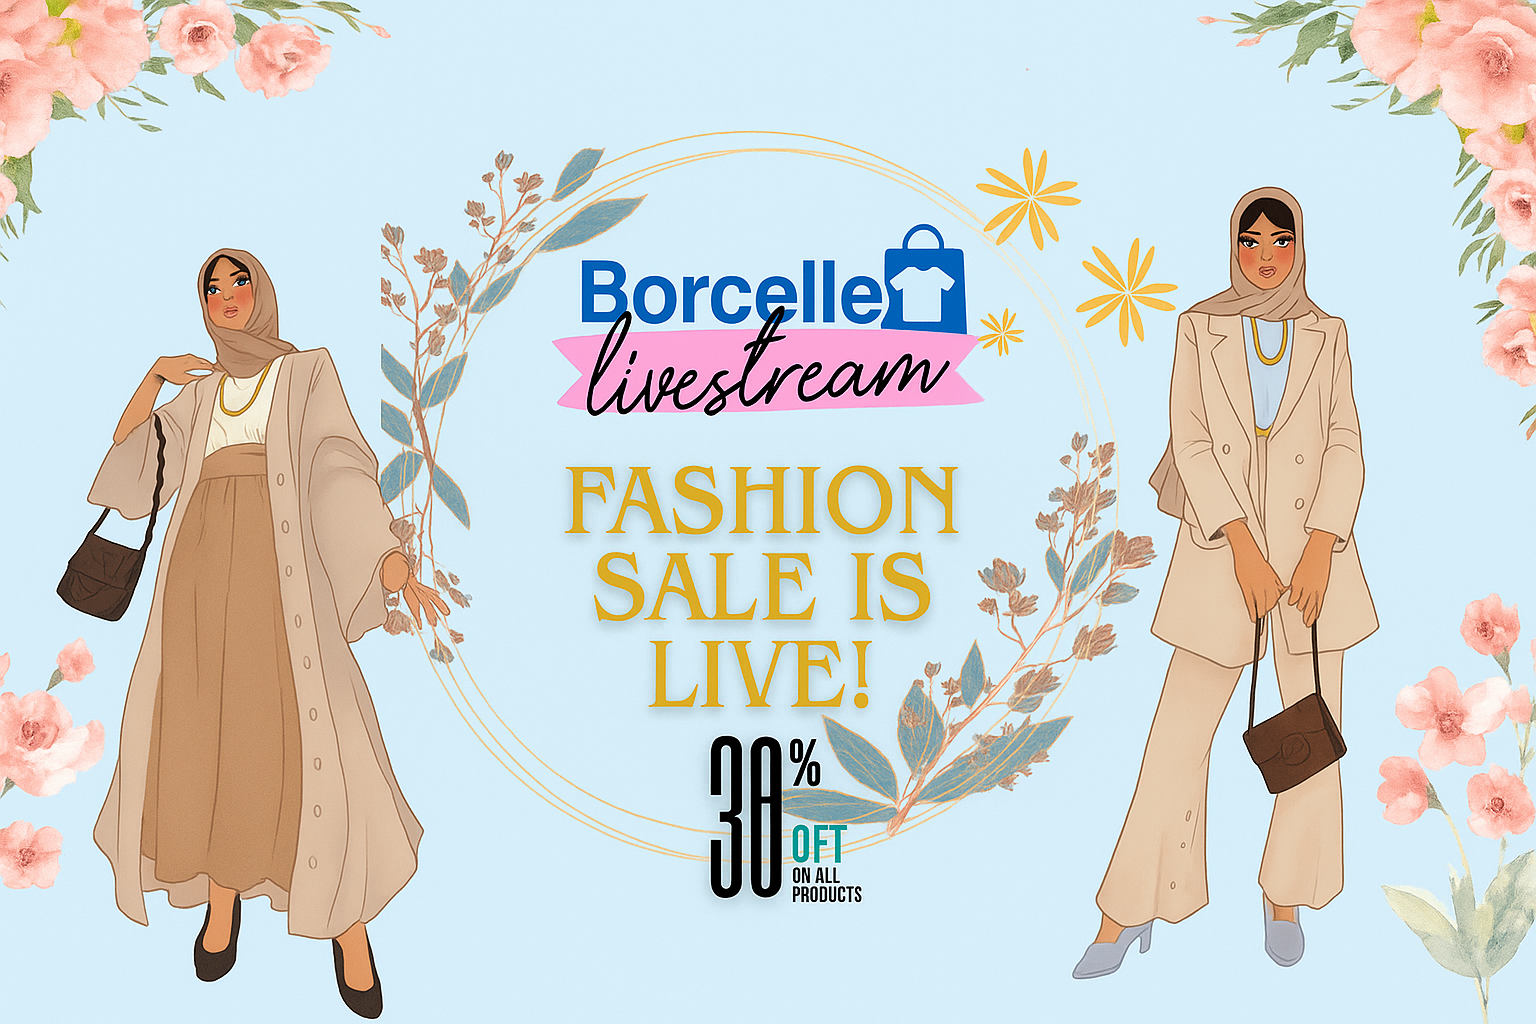 Borcelle
livestream
FASHION
SALE IS
LIVE!
30%
OFT
ON ALL
PRODUCTS